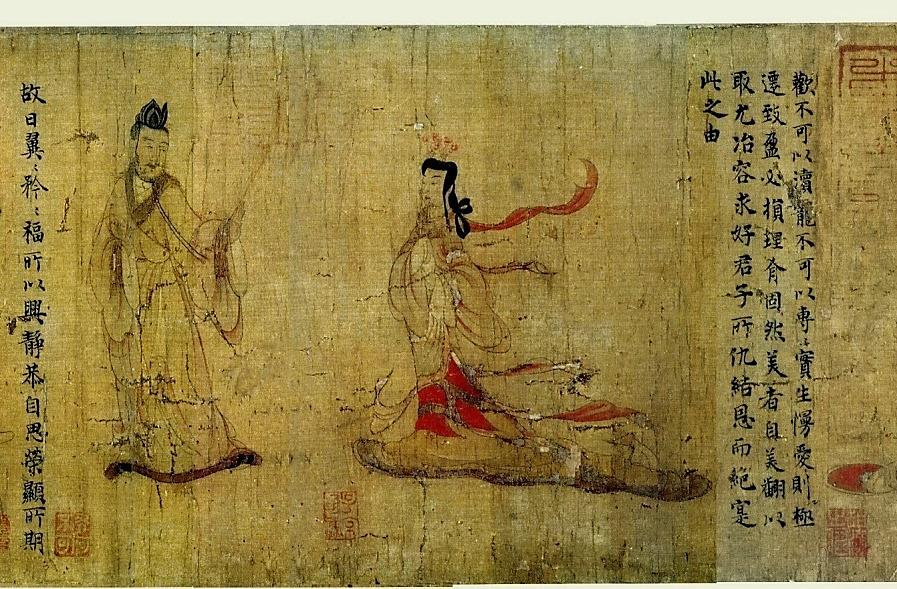 歡不可以瀆寵不可以專〻實生慢愛則極
遷致盈必損理有固然美者自美翩以
取尤冶容求好君子所仇結恩而絕寔
此之由
故曰翼〻矜〻福所以興靜恭自思榮顯所期